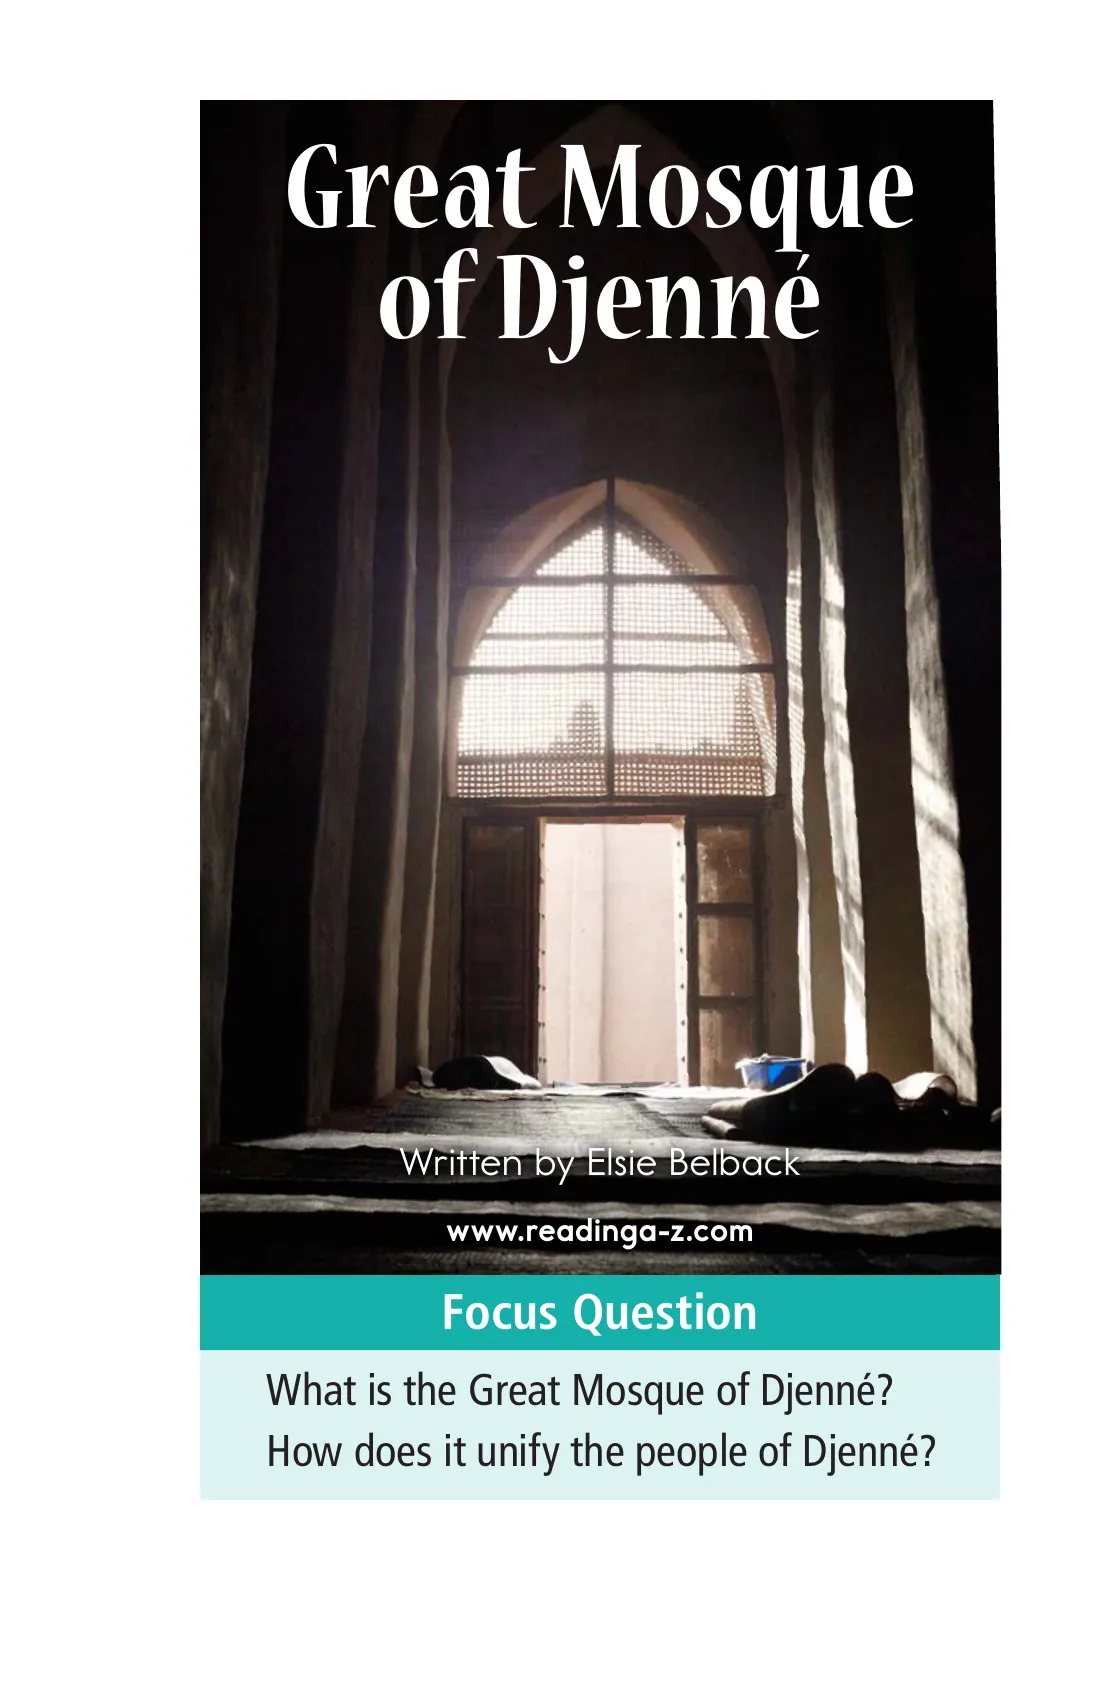 Great Mosque
of Djenné
Written by Elsie Belback
www.readinga-z.com
Focus Question
What is the Great Mosque of Djenné?
How does it unify the people of Djenné?